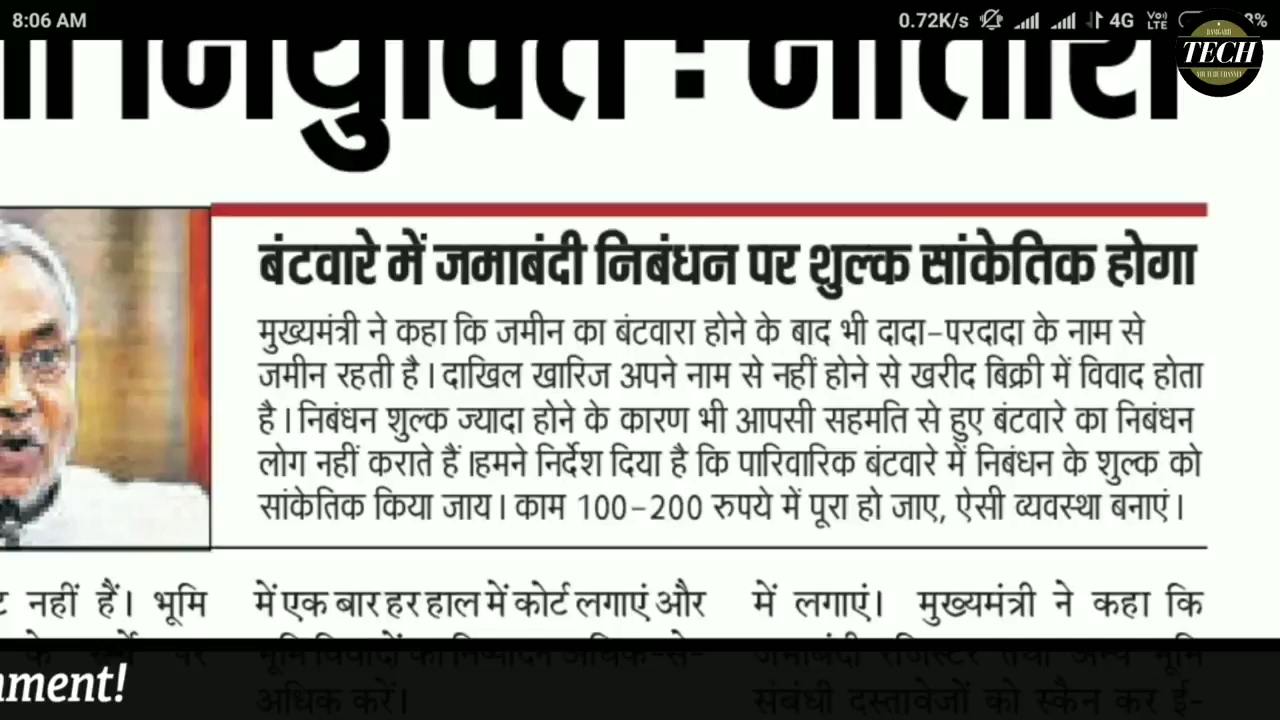 8:06 AM
0.72K/s 4G VoLTE
TECH
बंटवारे में जमाबंदी निबंधन पर शुल्क सांकेतिक होगा
मुख्यमंत्री ने कहा कि जमीन का बंटवारा होने के बाद भी दादा-परदादा के नाम से
जमीन रहती है । दाखिल खारिज अपने नाम से नहीं होने से खरीद बिक्री में विवाद होता
है । निबंधन शुल्क ज्यादा होने के कारण भी आपसी सहमति से हुए बंटवारे का निबंधन
लोग नहीं कराते हैं ।हमने निर्देश दिया है कि पारिवारिक बंटवारे में निबंधन के शुल्क को
सांकेतिक किया जाय । काम 100-200 रुपये में पूरा हो जाए, ऐसी व्यवस्था बनाएं ।
नहीं हैं। भूमि
में एक बार हर हाल में कोर्ट लगाएं और
अधिक करें।
में लगाएं। मुख्यमंत्री ने कहा कि
संबंधी दस्तावेजों को स्कैन कर ई-